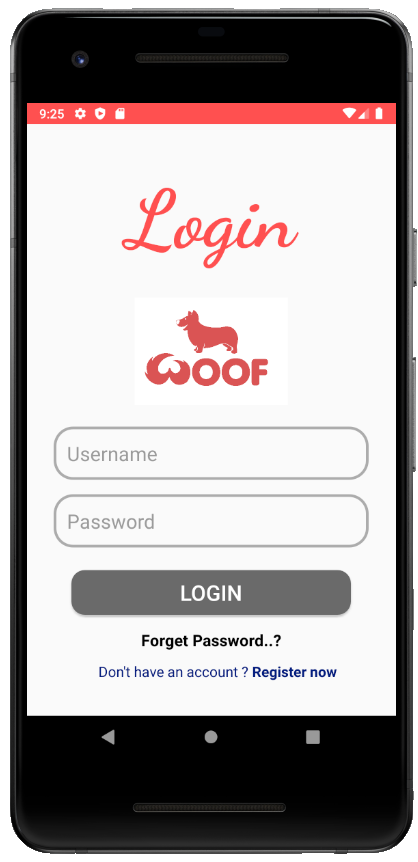 9:25
Login
WOOF
Username
Password
LOGIN
Forget Password..?
Don't have an account ? Register now